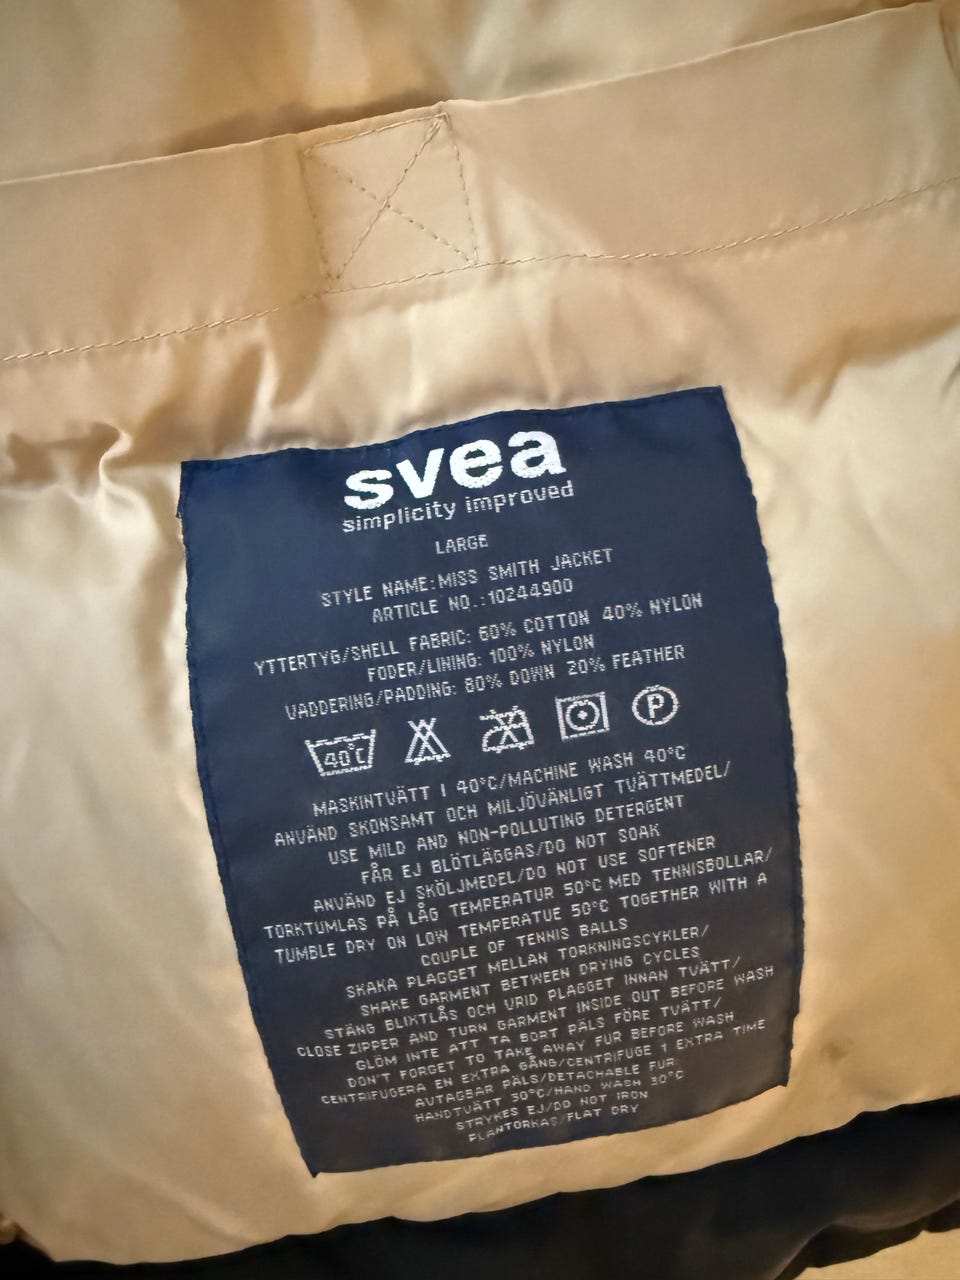 svea
simplicity improved
LARGE
STYLE NAME:MISS SMITH JACKET
ARTICLE NO.:10244900
YTTERTYG/SHELL FABRIC: 60% COTTON 40% NYLON
FODER/LINING: 100% NYLON
VADDERING/PADDING: 80% DOWN 20% FEATHER
40°C P
MASKINTVÄTT I 40°C/MACHINE WASH 40°C
ANVÄND SKONSAMT OCH MILJÖVÄNLIGT TVÄTTMEDEL/
USE MILD AND NON-POLLUTING DETERGENT
FÅR EJ BLÖTLÄGGAS/DO NOT SOAK
ANVÄND EJ SKÖLJMEDEL/DO NOT USE SOFTENER
TORKTUMLAS PÅ LÅG TEMPERATUR 50°C MED TENNISBOLLAR/
TUMBLE DRY ON LOW TEMPERATUE 50°C TOGETHER WITH A
COUPLE OF TENNIS BALLS
SKAKA PLAGGET MELLAN TORKNINGSCYKLER/
SHAKE GARMENT BETWEEN DRYING CYCLES
STÄNG BLIXTLÅS OCH VRID PLAGGET INNAN TVÄTT/
CLOSE ZIPPER AND TURN GARMENT INSIDE OUT BEFORE WASH
GLÖM INTE ATT TA BORT PÄLS FÖRE TVÄTT/
DON'T FORGET TO TAKE AWAY FUR BEFORE WASH
CENTRIFUGERA EN EXTRA GÅNG/CENTRIFUGE 1 EXTRA TIME
AVTAGBAR PÄLS/DETACHABLE FUR:
HANDTVÄTT 30°C/HAND WASH 30°C
STRYKES EJ/DO NOT IRON
PLANTORKAS/FLAT DRY